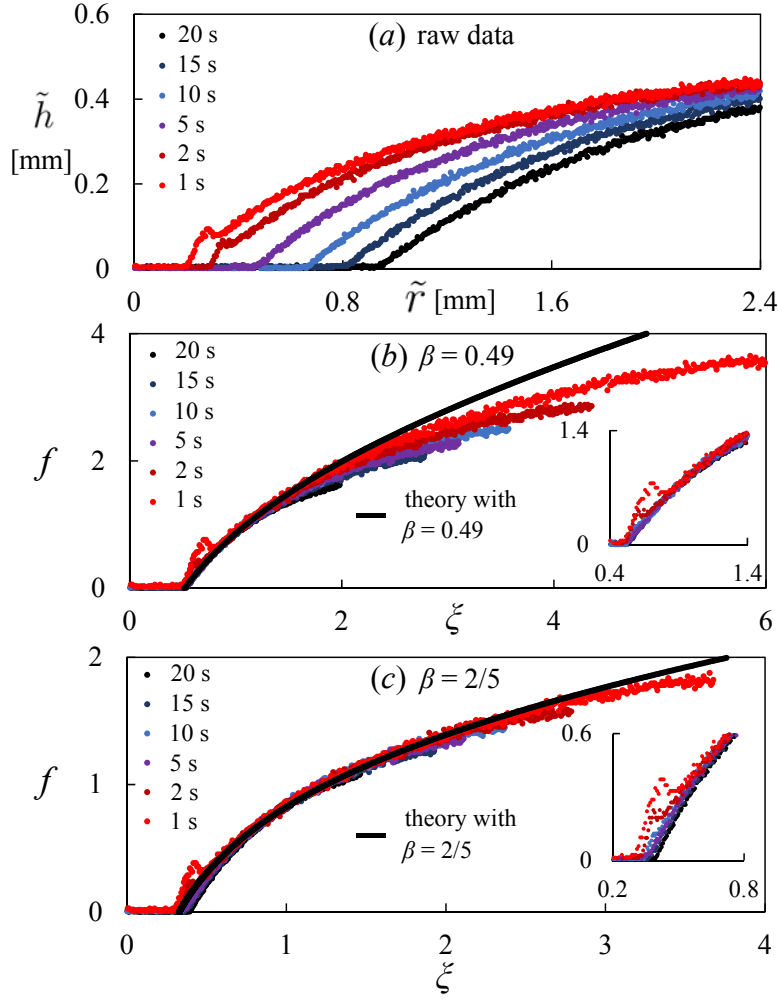 0.6
(a) raw data
20 s
15 s
10 s
5 s
2 s
1 s
0.4
h̃
[mm]
0.2
0
0 0.8 1.6 2.4
r̃ [mm]
4
(b) β = 0.49
20 s
15 s
10 s
5 s
2 s
1 s
f
2
theory with
β = 0.49
1.4
0
0.4 1.4
0
0 2 4 6
ξ
2
(c) β = 2/5
20 s
15 s
10 s
5 s
2 s
1 s
f
1
theory with
β = 2/5
0.6
0
0.2 0.8
0
0 1 2 3 4
ξ